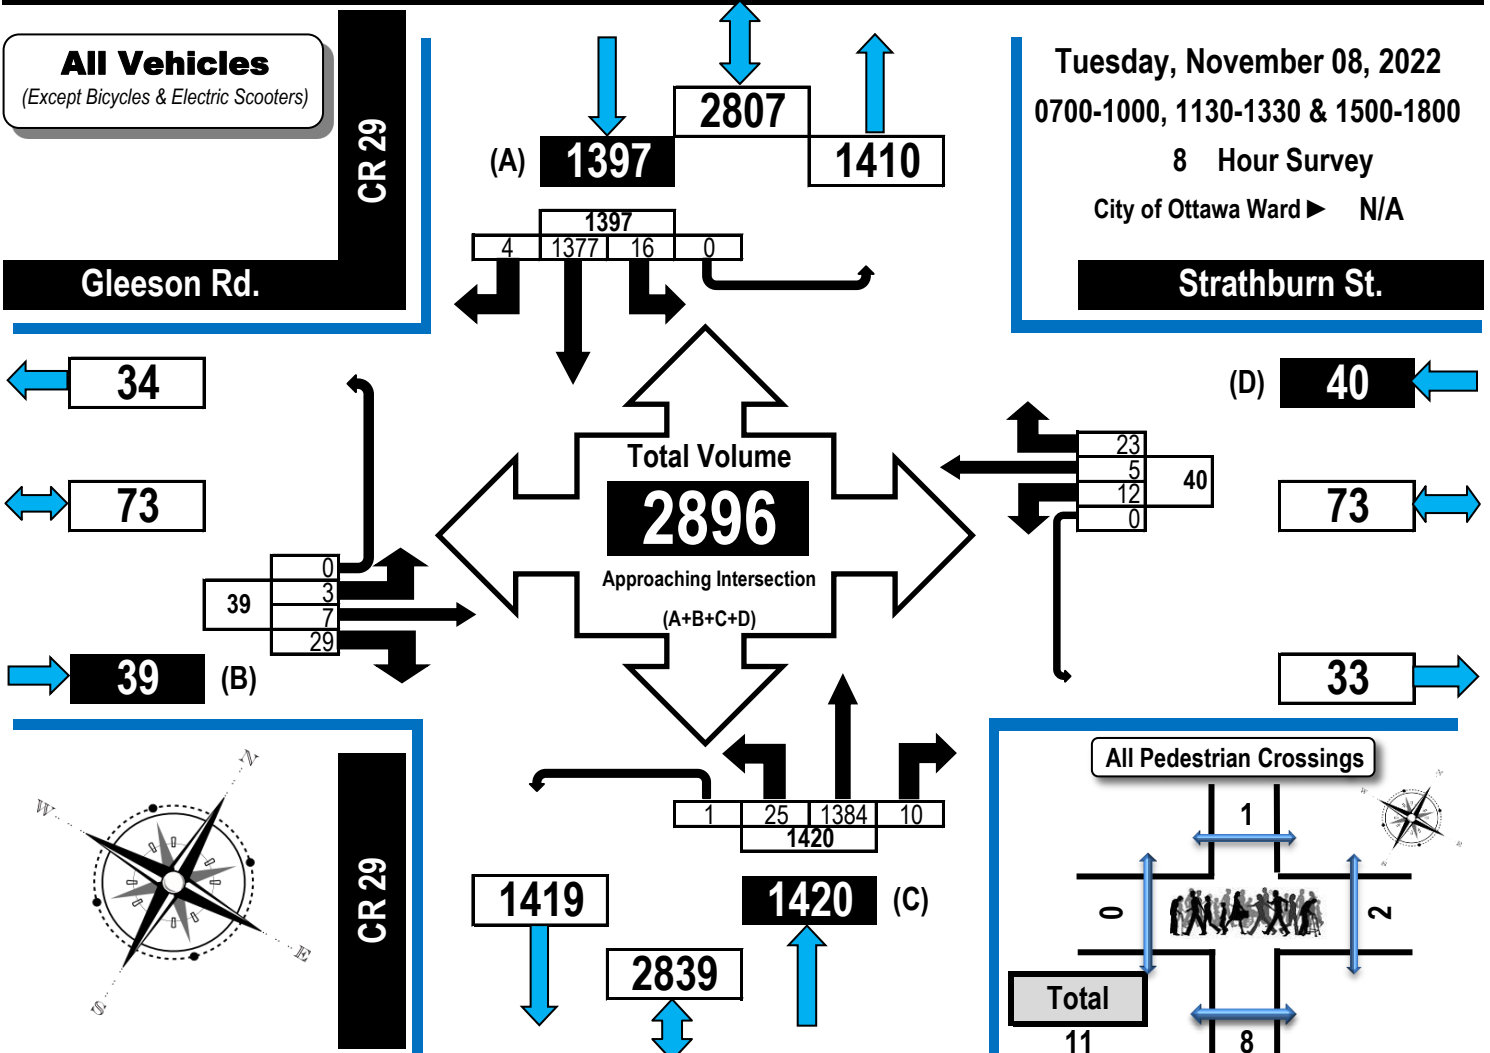 All Vehicles
(Except Bicycles & Electric Scooters)
CR 29
Gleeson Rd.
2807
(A) 1397
1410
1397
4 1377 16 0
Tuesday, November 08, 2022
0700-1000, 1130-1330 & 1500-1800
8 Hour Survey
City of Ottawa Ward ► N/A
Strathburn St.
34
73
0
3
7
29
39
39 (B)
Total Volume
2896
Approaching Intersection
(A+B+C+D)
(D) 40
23
5
12
0
40
73
33
N
W
E
S
CR 29
1 25 1384 10
1420
1419
1420 (C)
2839
All Pedestrian Crossings
1
0
2
Total
11
8